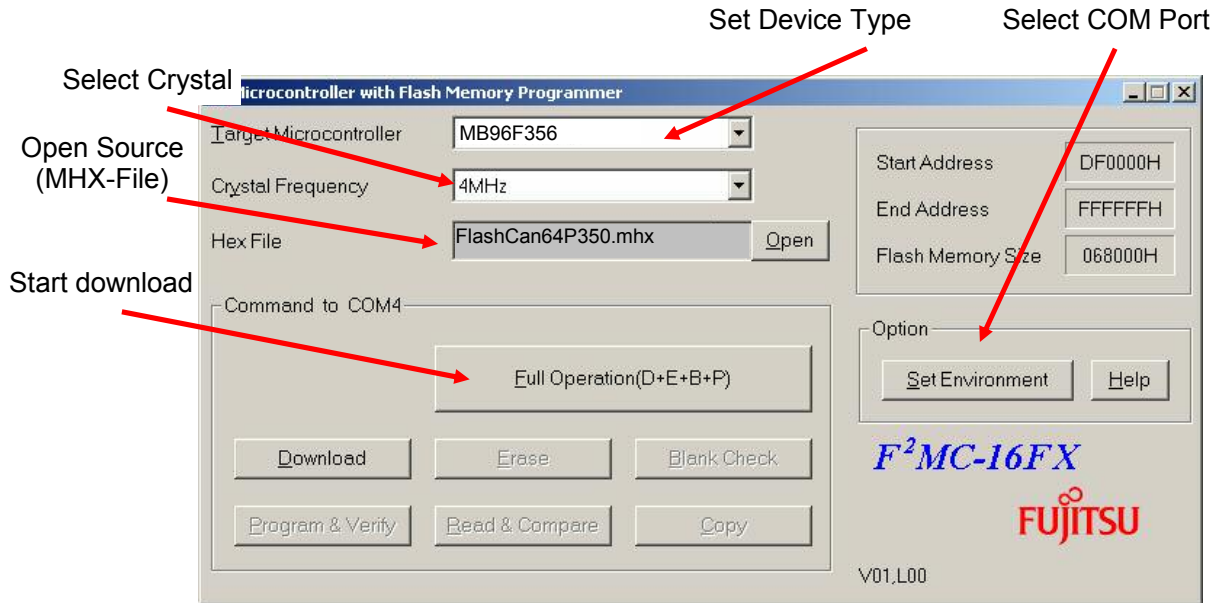 Set Device Type
Select COM Port
Select Crystal
Microcontroller with Flash Memory Programmer
Open Source
(MHX-File)
Start download
Target Microcontroller
MB96F356
Crystal Frequency
4MHz
Hex File
FlashCan64P350.mhx
Open
Start Address
DF0000H
End Address
FFFFFFH
Flash Memory Size
068000H
Command to COM4
Full Operation(D+E+B+P)
Download
Erase
Blank Check
Program & Verify
Read & Compare
Copy
Option
Set Environment
Help
F²MC-16FX
FUJITSU
V01,L00